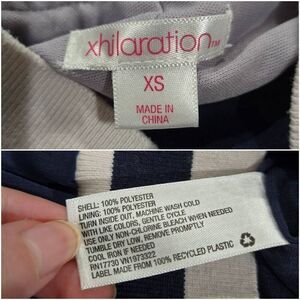 xhilaration™
XS
MADE IN
CHINA
SHELL: 100% POLYESTER
LINING: 100% POLYESTER
TURN INSIDE OUT, MACHINE WASH COLD
WITH LIKE COLORS, GENTLE CYCLE
USE ONLY NON-CHLORINE BLEACH WHEN NEEDED
TUMBLE DRY LOW, REMOVE PROMPTLY
COOL IRON IF NEEDED
RN17730 VN1973322
LABEL MADE FROM 100% RECYCLED PLASTIC